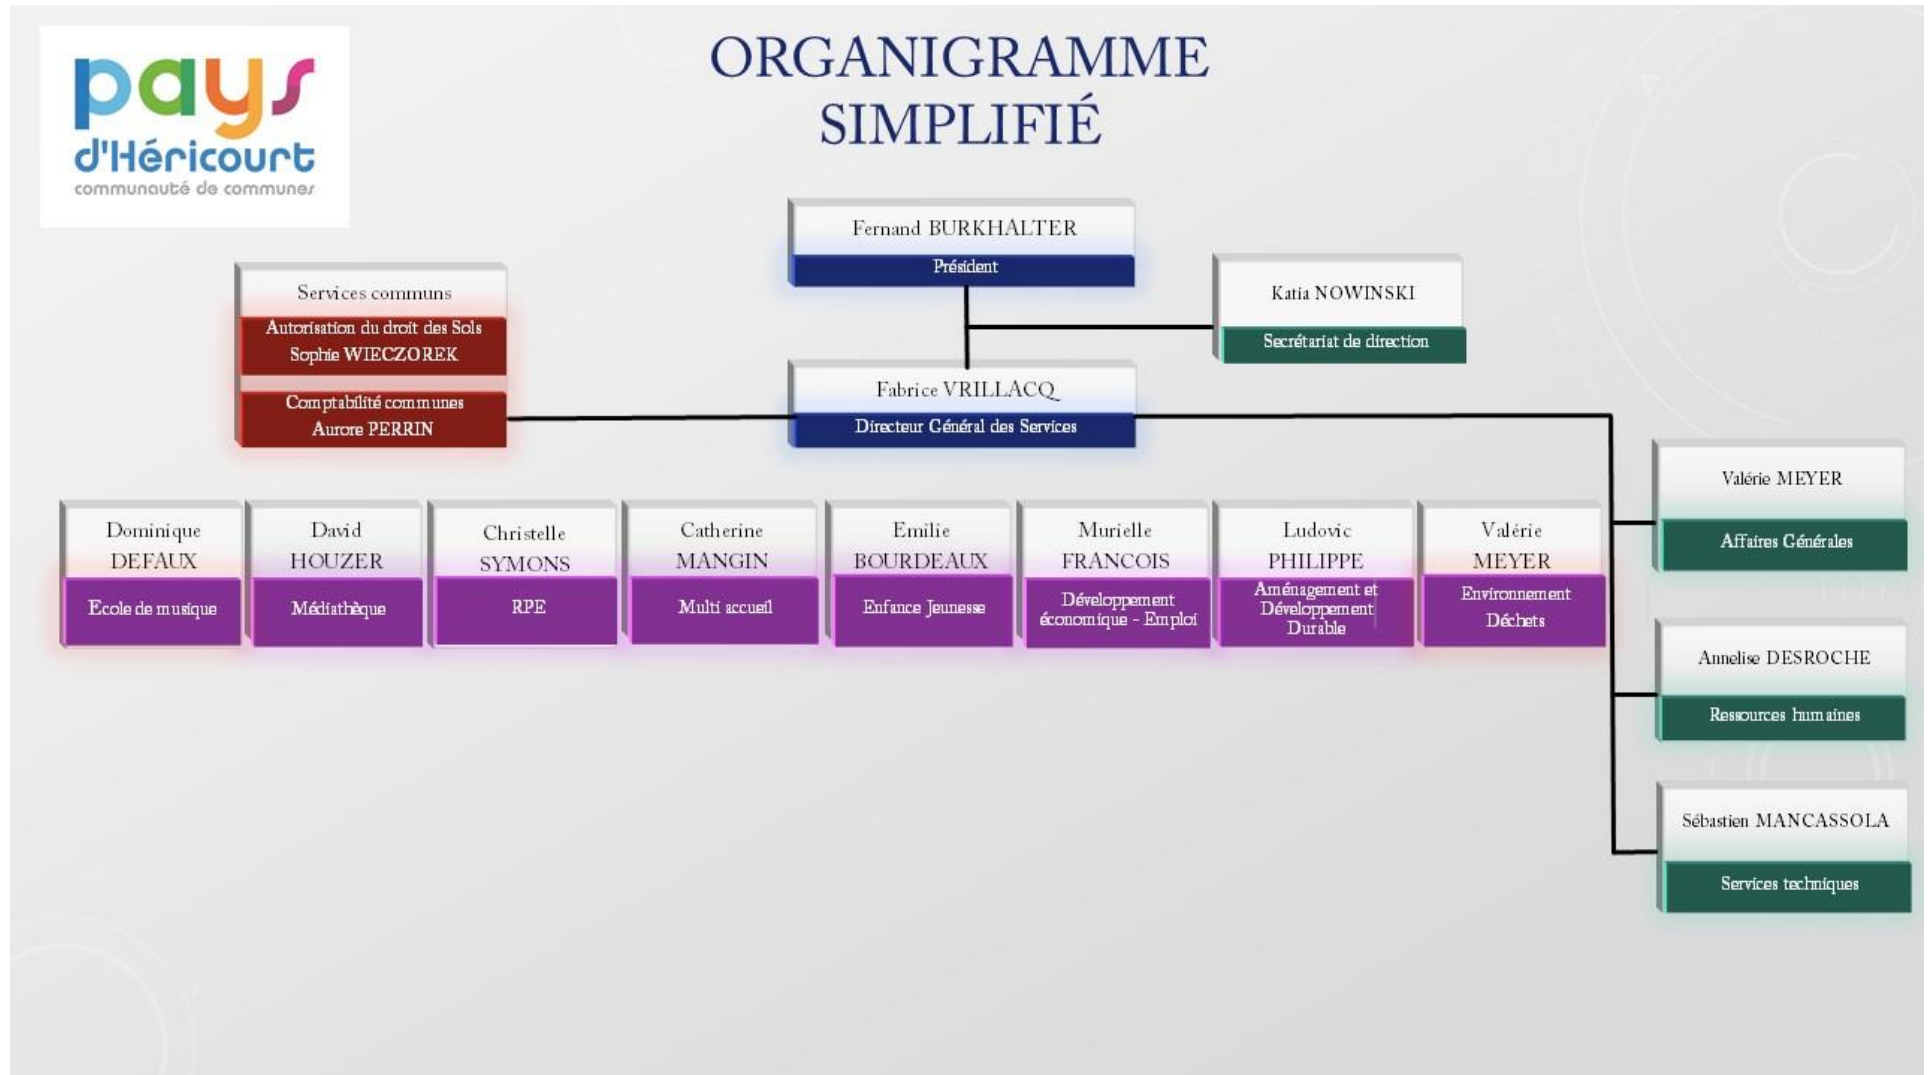 pays
d'Héricourt
communauté de communes
ORGANIGRAMME
SIMPLIFIÉ
Fernand BURKHALTER
Président
Katia NOWINSKI
Secrétariat de direction
Services communs
Autorisation du droit des Sols
Sophie WIECZOREK
Comptabilité communes
Aurore PERRIN
Fabrice VRILLACQ
Directeur Général des Services
Dominique
DEFAUX
Ecole de musique
David
HOUZER
Médiathèque
Christelle
SYMONS
RPE
Catherine
MANGIN
Multi accueil
Emilie
BOURDEAUX
Enfance Jeunesse
Murielle
FRANCOIS
Développement
économique - Emploi
Ludovic
PHILIPPE
Aménagement et
Développement
Durable
Valérie
MEYER
Environnement
Déchets
Valérie MEYER
Affaires Générales
Annelise DESROCHE
Ressources humaines
Sébastien MANCASSOLA
Services techniques